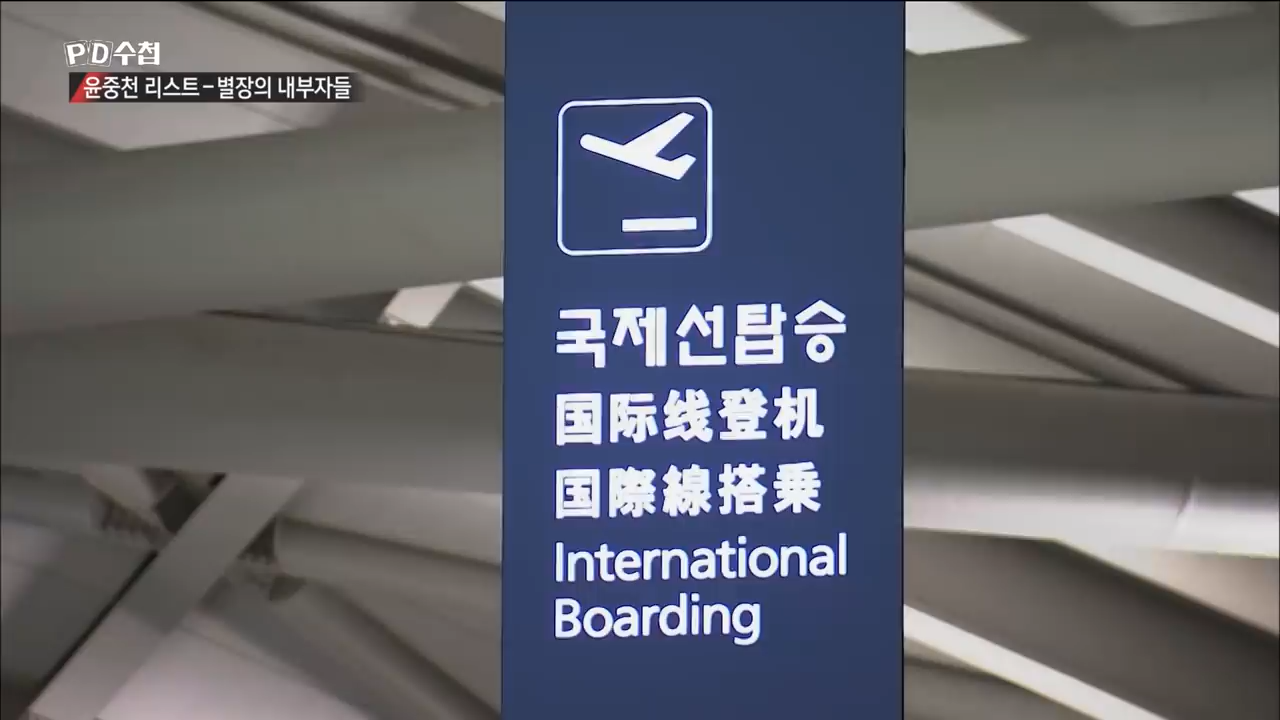 PD수첩
윤중천 리스트-별장의 내부자들
국제선탑승
国际线登机
国際線搭乗
International
Boarding